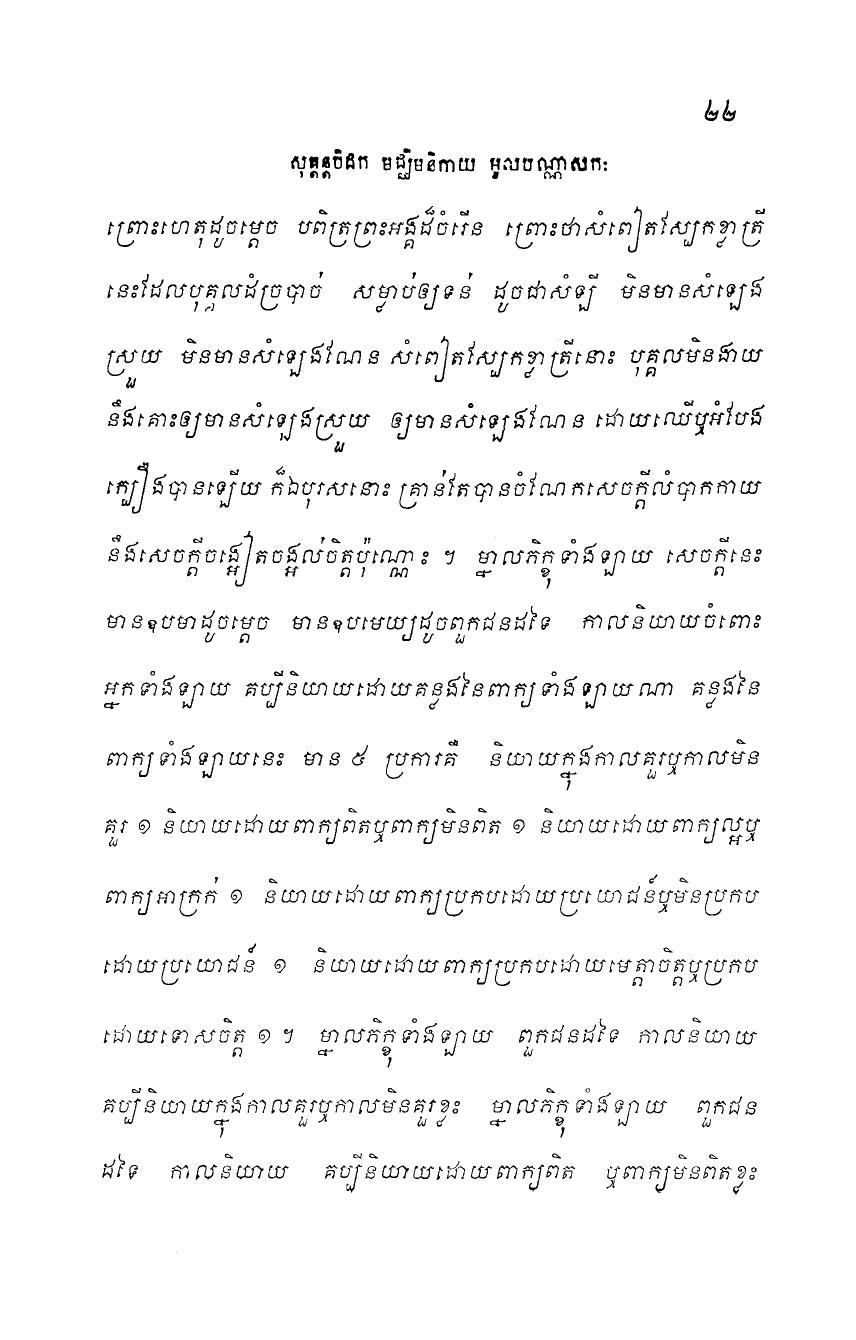 ២២
សុត្តន្តបិដក មជ្ឈិមនិកាយ មូលបណ្ណាសកៈ
ព្រោះហេតុដូចម្តេច បពិត្រព្រះអង្គដ៏ចំរើន ព្រោះថាសំពៀតស្បែកខ្លាត្រី
នេះដែលបុគ្គលដំច្របាច់ សម្លាប់ឲ្យទន់ ដូចជាសំឡី មិនមានសំឡេង
ស្រួយ មិនមានសំឡេងណែន សំពៀតស្បែកខ្លាត្រីនោះ បុគ្គលមិនងាយ
នឹងគោះឲ្យមានសំឡេងស្រួយ ឲ្យមានសំឡេងណែន ដោយឈើឬអំបែង
ក្បឿងបានឡើយ ក៏ឯបុរសនោះ គ្រាន់តែបានចំណែកសេចក្តីលំបាកកាយ
នឹងសេចក្តីចង្អៀតចង្អល់ចិត្តប៉ុណ្ណោះ ។ ម្នាលភិក្ខុទាំងឡាយ សេចក្តីនេះ
មានឧបមាដូចម្តេច មានឧបមេយ្យដូចពួកជនដទៃ កាលនិយាយចំពោះ
អ្នកទាំងឡាយ គប្បីនិយាយដោយគន្លងនៃពាក្យទាំងឡាយណា គន្លងនៃ
ពាក្យទាំងឡាយនេះ មាន ៥ ប្រការគឺ និយាយក្នុងកាលគួរឬកាលមិន
គួរ ១ និយាយដោយពាក្យពិតឬពាក្យមិនពិត ១ និយាយដោយពាក្យល្អឬ
ពាក្យអាក្រក់ ១ និយាយដោយពាក្យប្រកបដោយប្រយោជន៍ឬមិនប្រកប
ដោយប្រយោជន៍ ១ និយាយដោយពាក្យប្រកបដោយមេត្តាចិត្តឬប្រកប
ដោយទោសចិត្ត ១ ។ ម្នាលភិក្ខុទាំងឡាយ ពួកជនដទៃ កាលនិយាយ
គប្បីនិយាយក្នុងកាលគួរឬកាលមិនគួរខ្លះ ម្នាលភិក្ខុទាំងឡាយ ពួកជន
ដទៃ កាលនិយាយ គប្បីនិយាយដោយពាក្យពិត ឬពាក្យមិនពិតខ្លះ